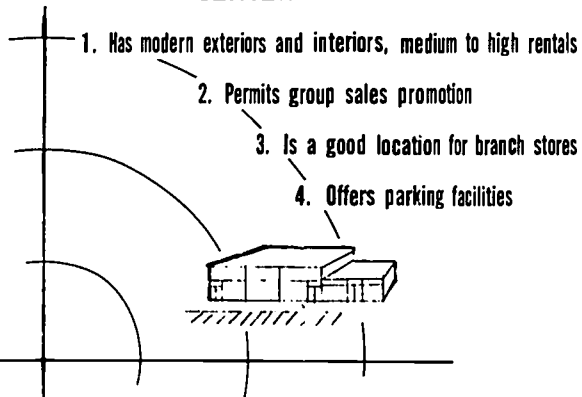 1. Has modern exteriors and interiors, medium to high rentals
2. Permits group sales promotion
3. Is a good location for branch stores
4. Offers parking facilities